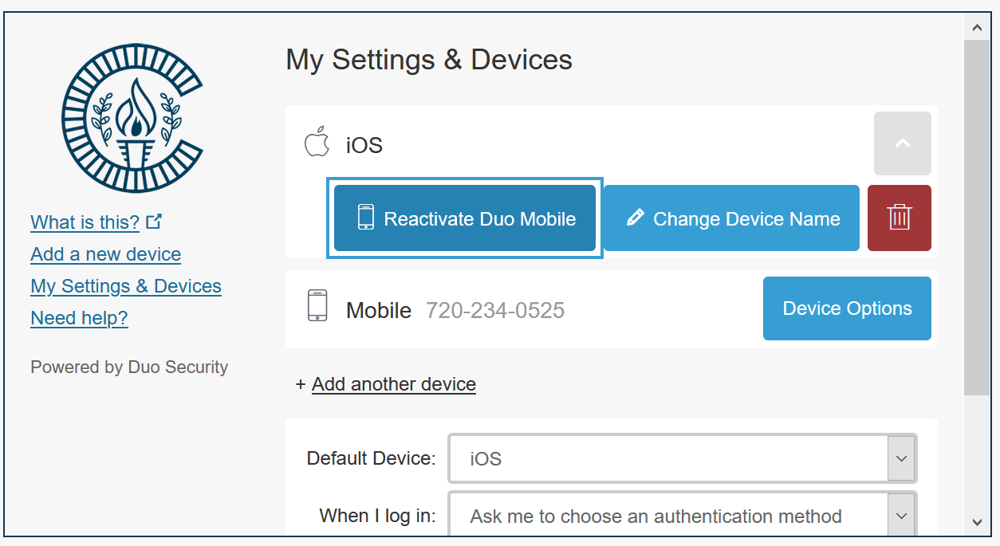 My Settings & Devices
iOS
Reactivate Duo Mobile
Change Device Name
What is this?
Add a new device
My Settings & Devices
Need help?
Powered by Duo Security
Mobile 720-234-0525
Device Options
+ Add another device
Default Device: iOS
When I log in: Ask me to choose an authentication method